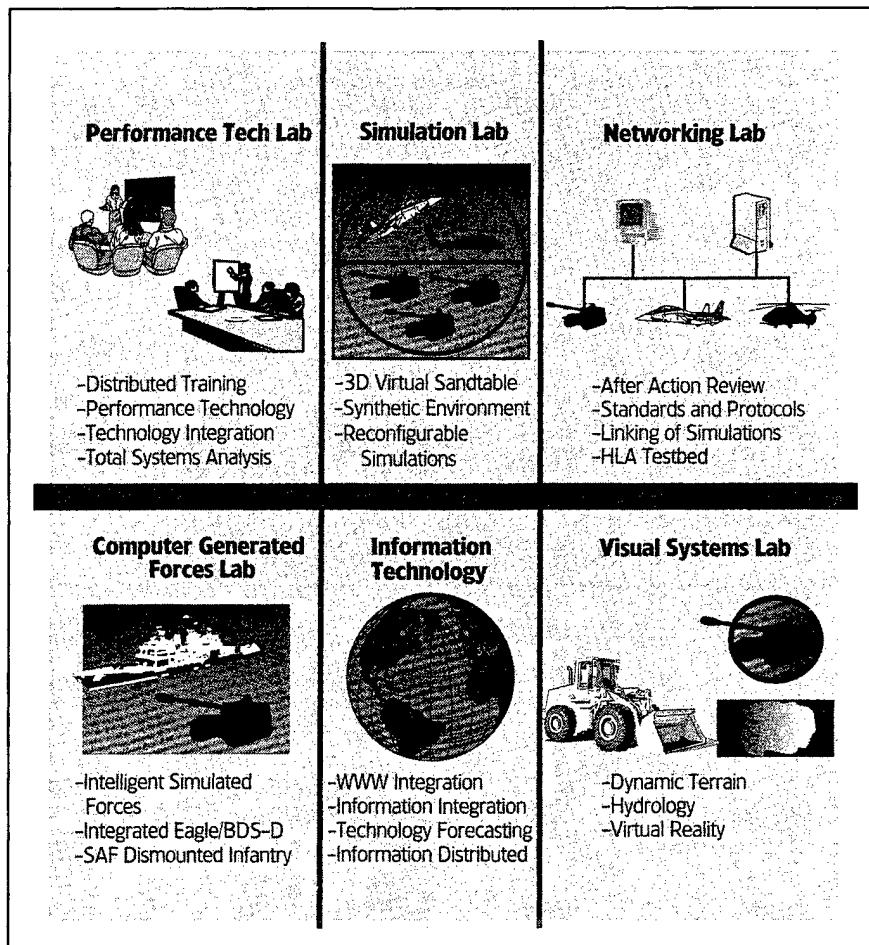 Performance Tech Lab
-Distributed Training
-Performance Technology
-Technology Integration
-Total Systems Analysis
Simulation Lab
-3D Virtual Sandtable
-Synthetic Environment
-Reconfigurable
Simulations
Networking Lab
-After Action Review
-Standards and Protocols
-Linking of Simulations
-HLA Testbed
Computer Generated
Forces Lab
-Intelligent Simulated
Forces
-Integrated Eagle/BDS-D
-SAF Dismounted Infantry
Information
Technology
-WWW Integration
-Information Integration
-Technology Forecasting
-Information Distributed
Visual Systems Lab
-Dynamic Terrain
-Hydrology
-Virtual Reality